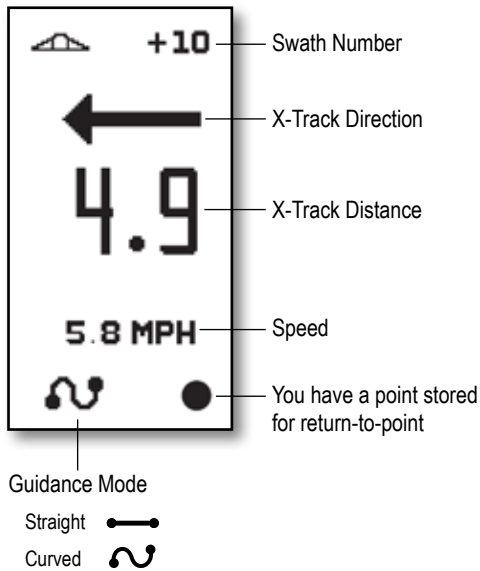 +10
Swath Number
X-Track Direction
4.9
X-Track Distance
5.8 MPH
Speed
You have a point stored
for return-to-point
Guidance Mode
Straight
Curved